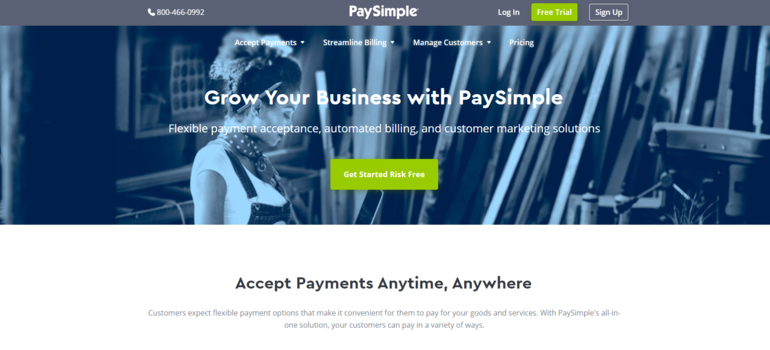 800-466-0992
PaySimple
Log In
Free Trial
Sign Up
Accept Payments
Streamline Billing
Manage Customers
Pricing
Grow Your Business with PaySimple
Flexible payment acceptance, automated billing, and customer marketing solutions
Get Started Risk Free
Accept Payments Anytime, Anywhere
Customers expect flexible payment options that make it convenient for them to pay for your goods and services. With PaySimple's all-in-
one solution, your customers can pay in a variety of ways.